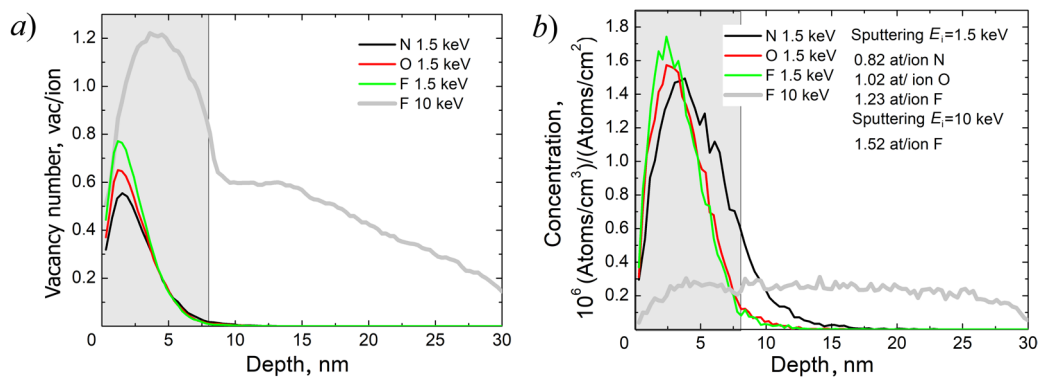 a)
Vacancy number, vac/ion
1.2
1.0
0.8
0.6
0.4
0.2
0
5
10
15
20
25
30
Depth, nm
N 1.5 keV
O 1.5 keV
F 1.5 keV
F 10 keV
b)
Concentration,
10⁶ (Atoms/cm³)/(Atoms/cm²)
1.8
1.6
1.4
1.2
1.0
0.8
0.6
0.4
0.2
0
5
10
15
20
25
30
Depth, nm
N 1.5 keV
O 1.5 keV
F 1.5 keV
F 10 keV
Sputtering Eᵢ=1.5 keV
0.82 at/ion N
1.02 at/ ion O
1.23 at/ion F
Sputtering Eᵢ=10 keV
1.52 at/ion F